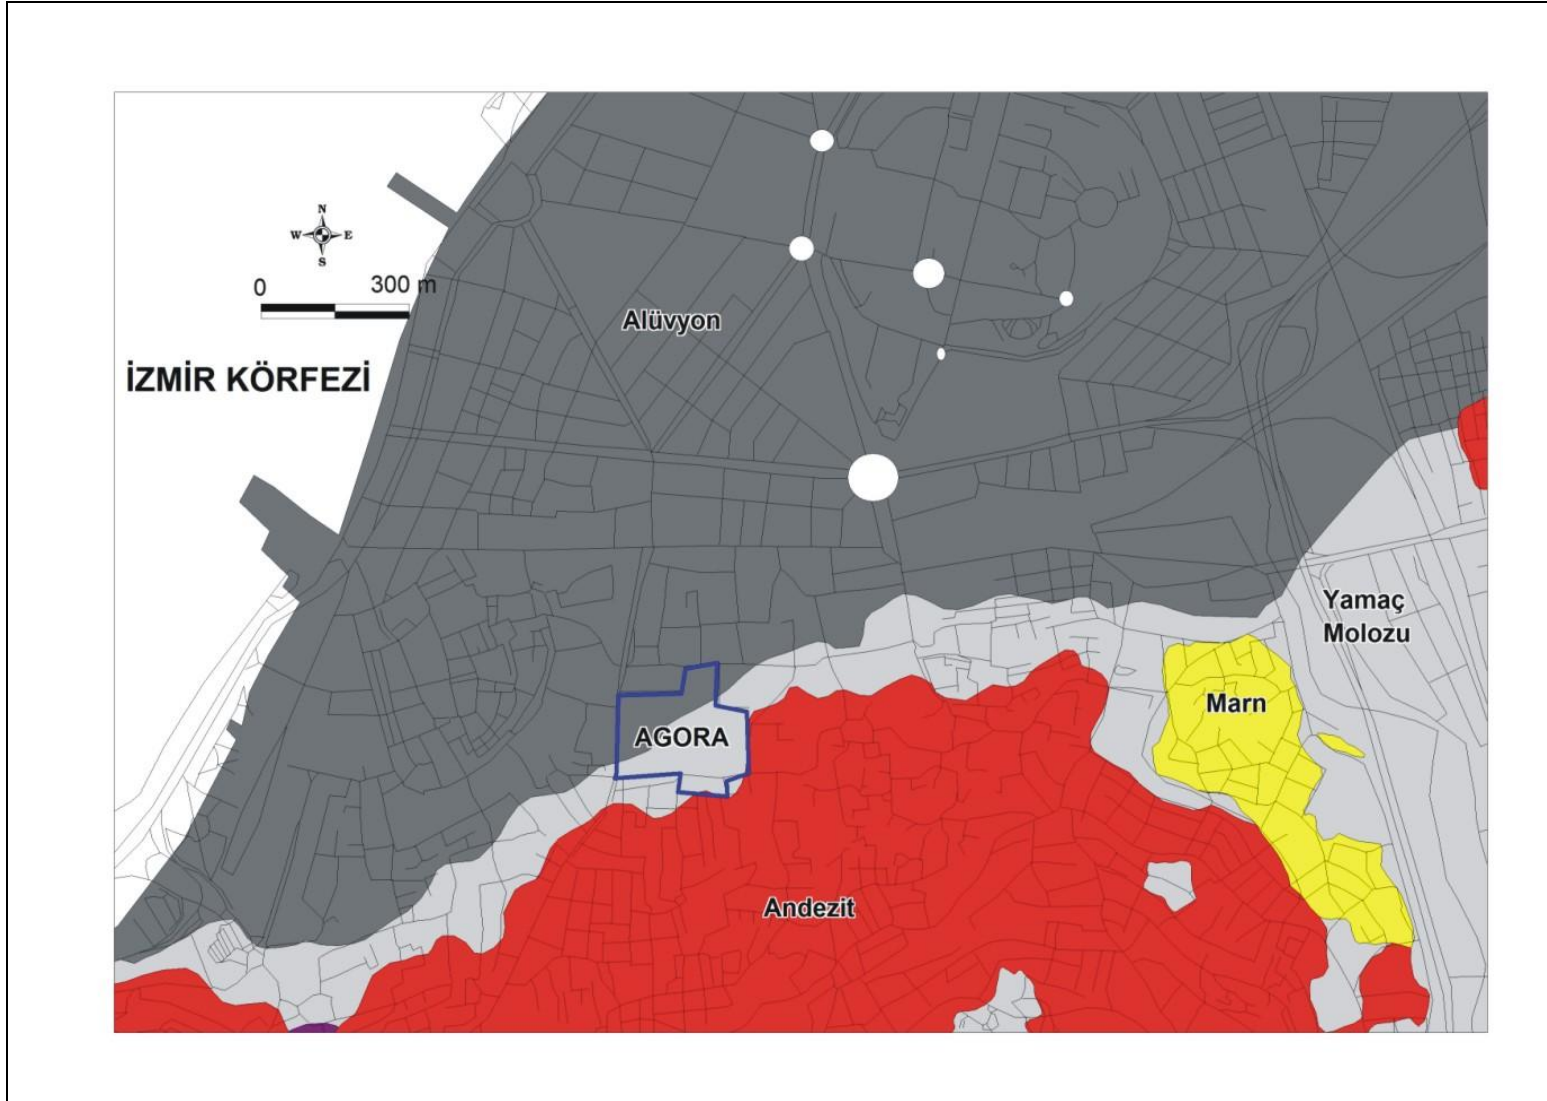 N
W E
S
0 300 m
Alüvyon
İZMİR KÖRFEZİ
Yamaç
Molozu
Marn
AGORA
Andezit